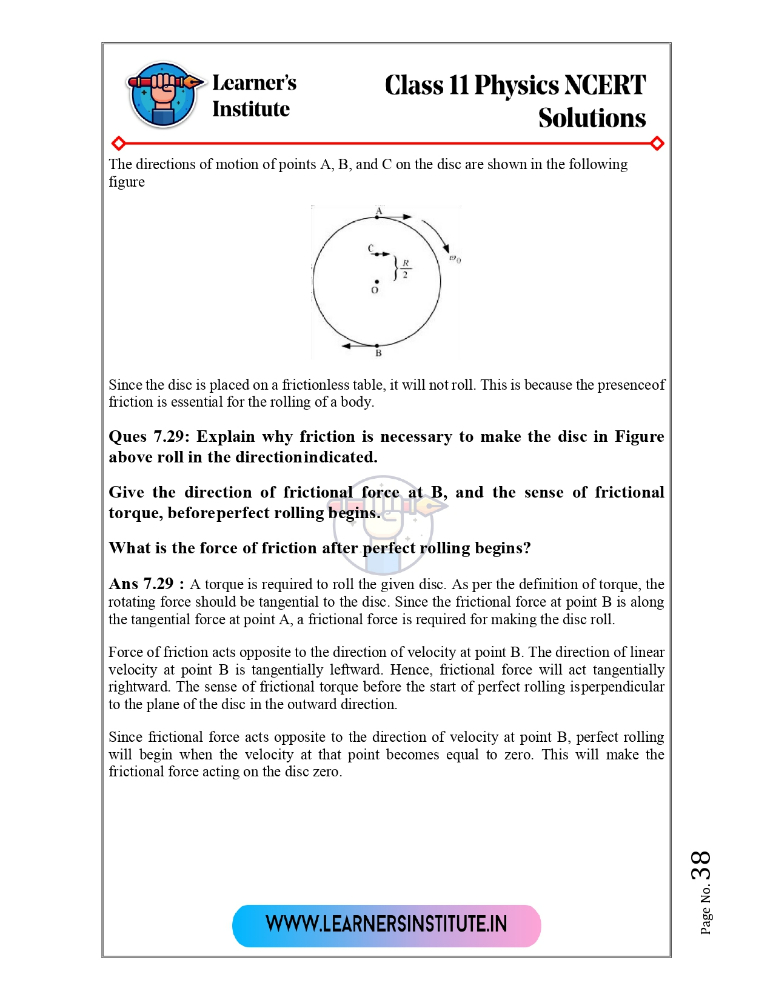 Learner's
Institute
Class 11 Physics NCERT
Solutions
The directions of motion of points A, B, and C on the disc are shown in the following
figure
A
C
R
2
ω₀
O
B
Since the disc is placed on a frictionless table, it will not roll. This is because the presenceof
friction is essential for the rolling of a body.
Ques 7.29: Explain why friction is necessary to make the disc in Figure
above roll in the directionindicated.
Give the direction of frictional force at B, and the sense of frictional
torque, beforeperfect rolling begins.
What is the force of friction after perfect rolling begins?
Ans 7.29 : A torque is required to roll the given disc. As per the definition of torque, the
rotating force should be tangential to the disc. Since the frictional force at point B is along
the tangential force at point A, a frictional force is required for making the disc roll.
Force of friction acts opposite to the direction of velocity at point B. The direction of linear
velocity at point B is tangentially leftward. Hence, frictional force will act tangentially
rightward. The sense of frictional torque before the start of perfect rolling isperpendicular
to the plane of the disc in the outward direction.
Since frictional force acts opposite to the direction of velocity at point B, perfect rolling
will begin when the velocity at that point becomes equal to zero. This will make the
frictional force acting on the disc zero.
Page No. 38
WWW.LEARNERSINSTITUTE.IN